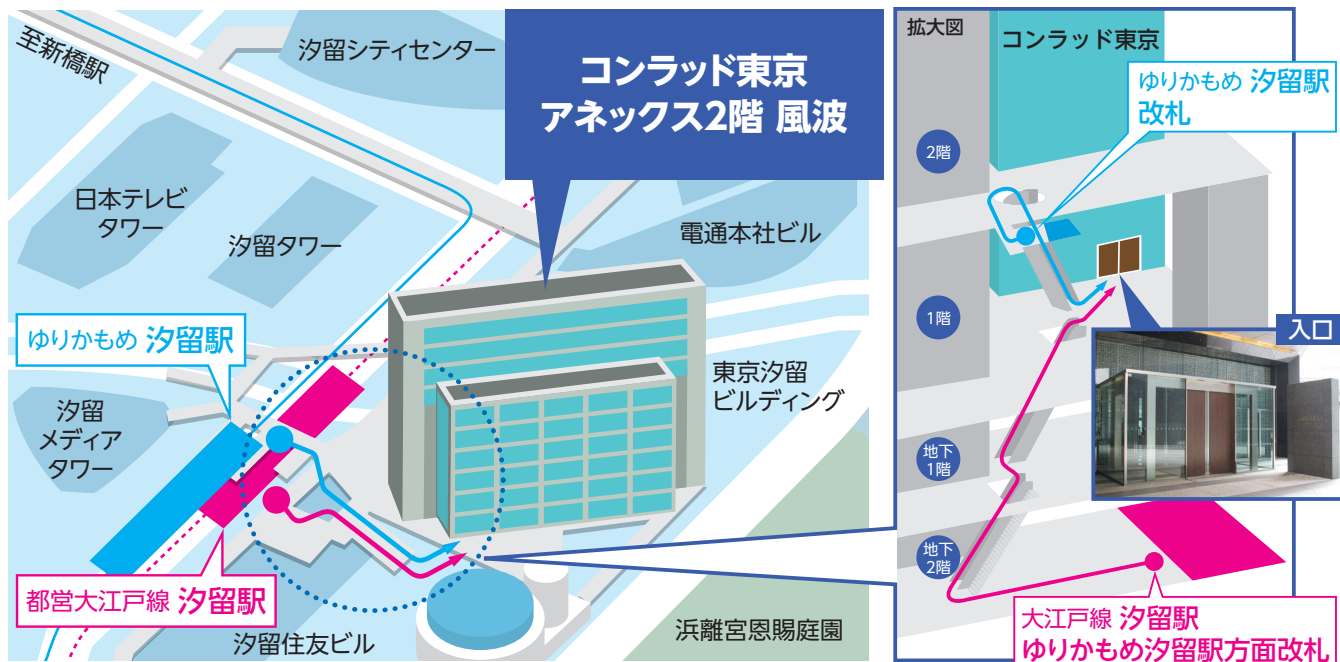 至新橋駅
汐留シティセンター
コンラッド東京
アネックス2階 風波
日本テレビ
タワー
汐留タワー
電通本社ビル
ゆりかもめ 汐留駅
汐留
メディア
タワー
東京汐留
ビルディング
都営大江戸線 汐留駅
汐留住友ビル
浜離宮恩賜庭園
拡大図
コンラッド東京
ゆりかもめ 汐留駅
改札
2階
1階
入口
地下
1階
地下
2階
大江戸線 汐留駅
ゆりかもめ汐留駅方面改札